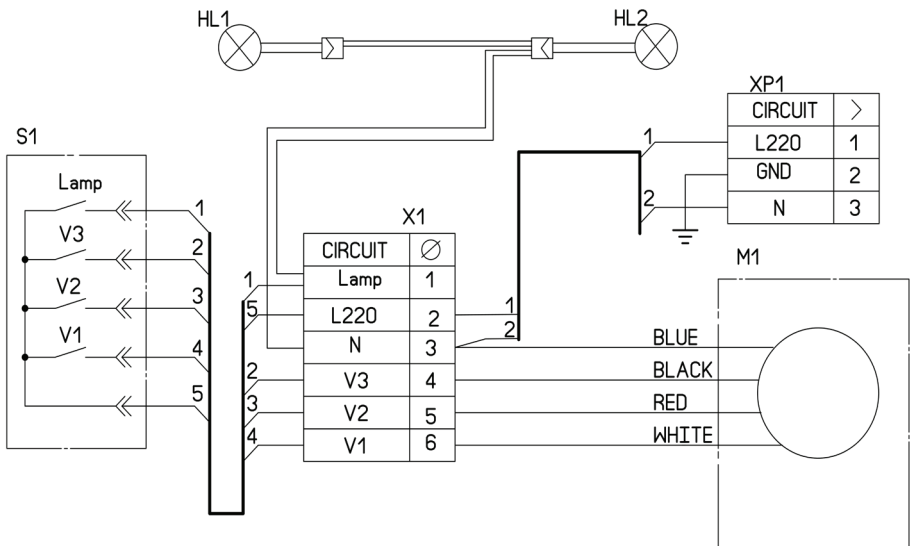 HL1
HL2
S1
Lamp
1
V3
2
V2
3
V1
4
5
1
5
2
3
4
X1
CIRCUIT Ø
Lamp 1
L220 2
N 3
V3 4
V2 5
V1 6
1
2
1
2
XP1
CIRCUIT >
L220 1
GND 2
N 3
M1
BLUE
BLACK
RED
WHITE